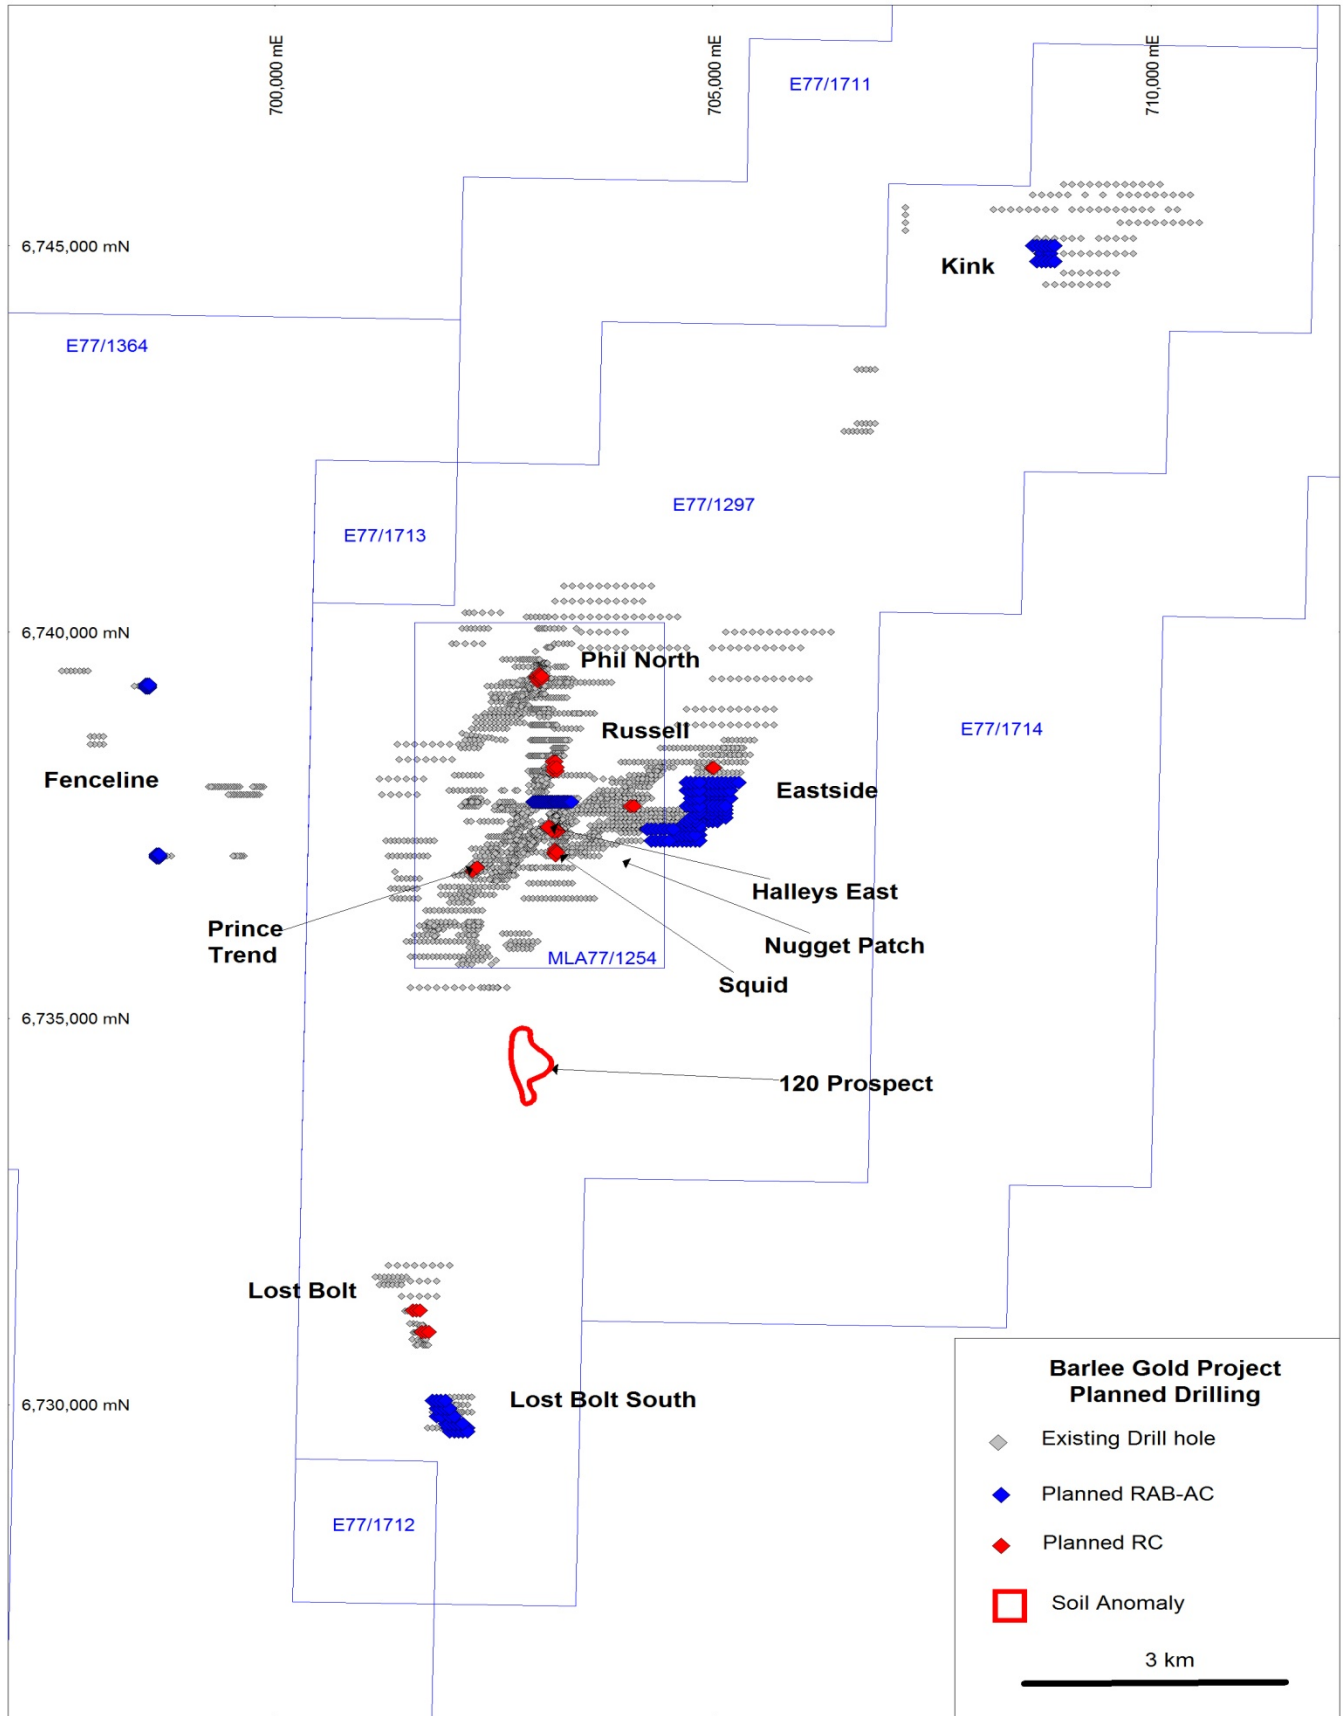 700,000 mE
705,000 mE
710,000 mE
E77/1711
6,745,000 mN
Kink
E77/1364
E77/1297
E77/1713
6,740,000 mN
Phil North
Russell
E77/1714
Fenceline
Eastside
Halleys East
Prince
Trend
Nugget Patch
MLA77/1254
Squid
6,735,000 mN
120 Prospect
Lost Bolt
6,730,000 mN
Lost Bolt South
E77/1712
Barlee Gold Project
Planned Drilling
Existing Drill hole
Planned RAB-AC
Planned RC
Soil Anomaly
3 km